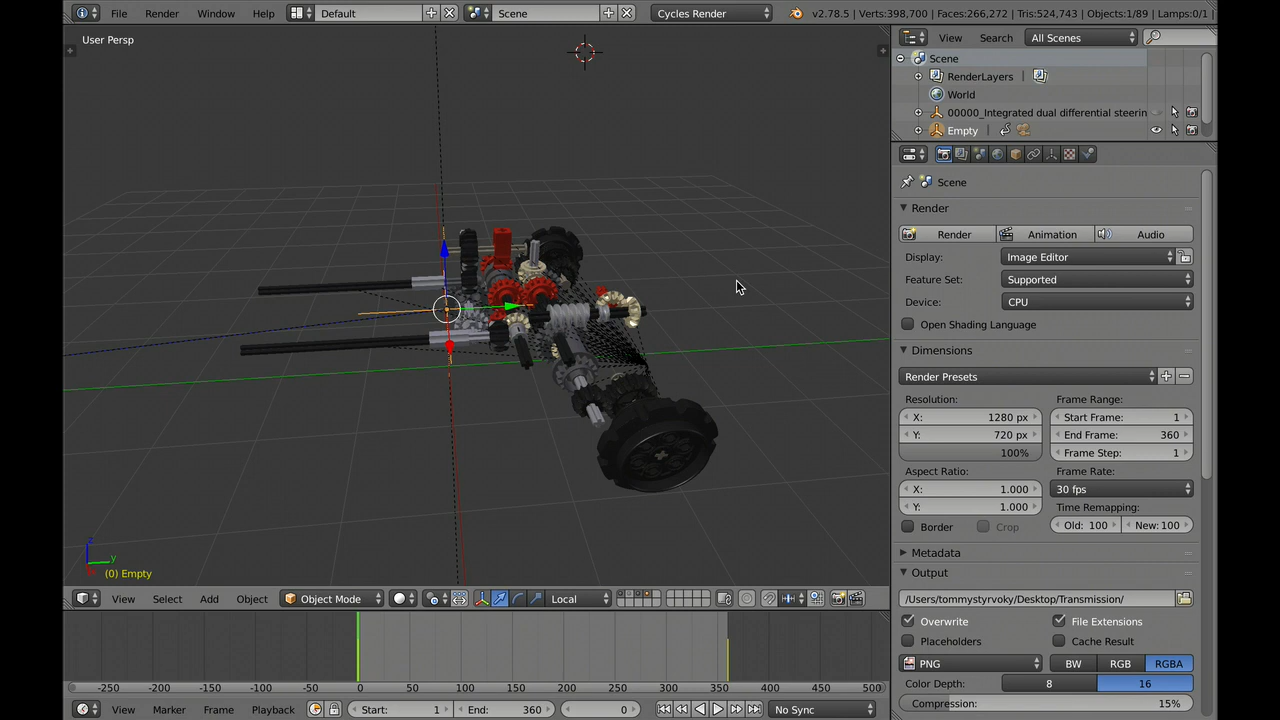 File Render Window Help Default Scene Cycles Render v2.78.5 | Verts:398,700 | Faces:266,272 | Tris:524,743 | Objects:1/89 | Lamps:0/1 |
User Persp
View Search All Scenes
Scene
RenderLayers
World
00000_Integrated dual differential steerin
Empty
Scene
Render
Render Animation Audio
Display: Image Editor
Feature Set: Supported
Device: CPU
Open Shading Language
Dimensions
Render Presets
Resolution: Frame Range:
X: 1280 px Start Frame: 1
Y: 720 px End Frame: 360
100% Frame Step: 1
Aspect Ratio: Frame Rate:
X: 1.000 30 fps
Y: 1.000 Time Remapping:
Border Crop Old: 100 New: 100
Metadata
Output
/Users/tommystyrvoky/Desktop/Transmission/
Overwrite File Extensions
Placeholders Cache Result
PNG BW RGB RGBA
Color Depth: 8 16
Compression: 15%
z
y
(0) Empty
View Select Add Object Object Mode Local
-250 -200 -150 -100 -50 0 50 100 150 200 250 300 350 400 450 500
View Marker Frame Playback Start: 1 End: 360 0 No Sync